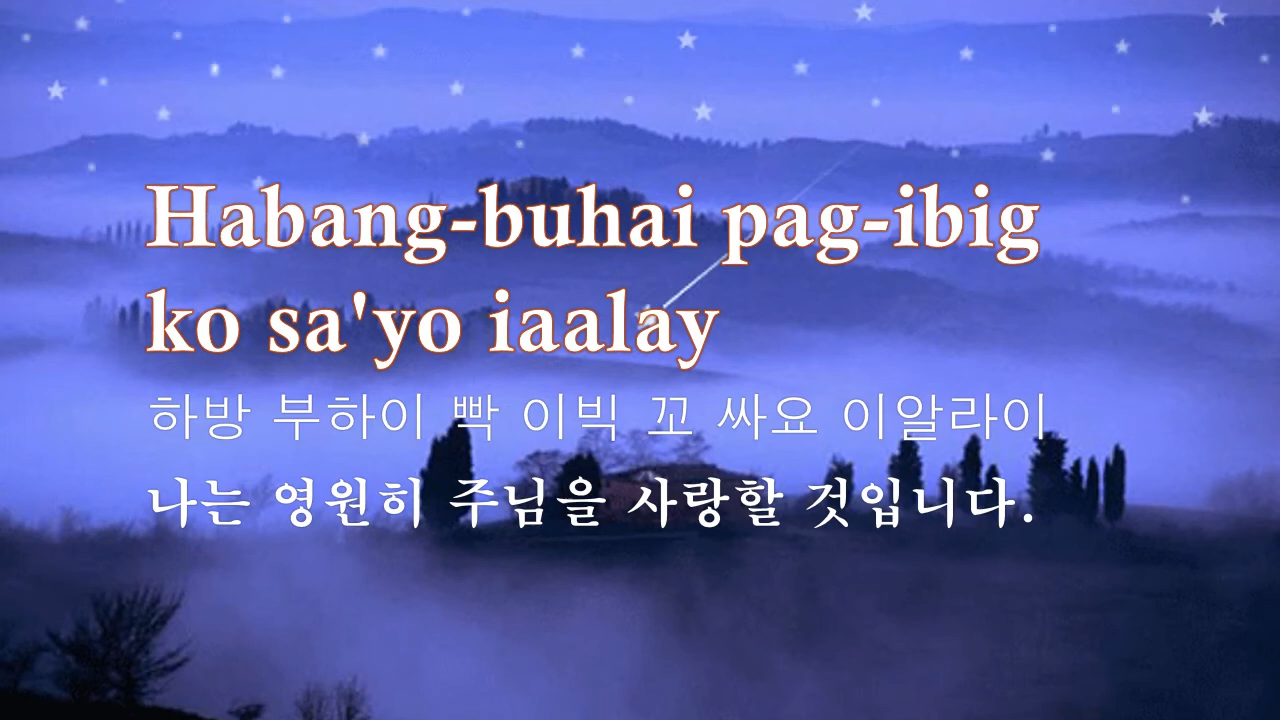 Habang-buhai pag-ibig
ko sa'yo iaalay
하방 부하이 빡 이빅 꼬 싸요 이알라이
나는 영원히 주님을 사랑할 것입니다.